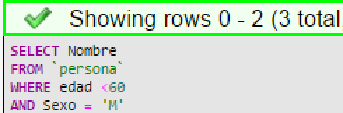 Showing rows 0 - 2 (3 total
SELECT Nombre
FROM `persona`
WHERE edad <60
AND Sexo = 'M'